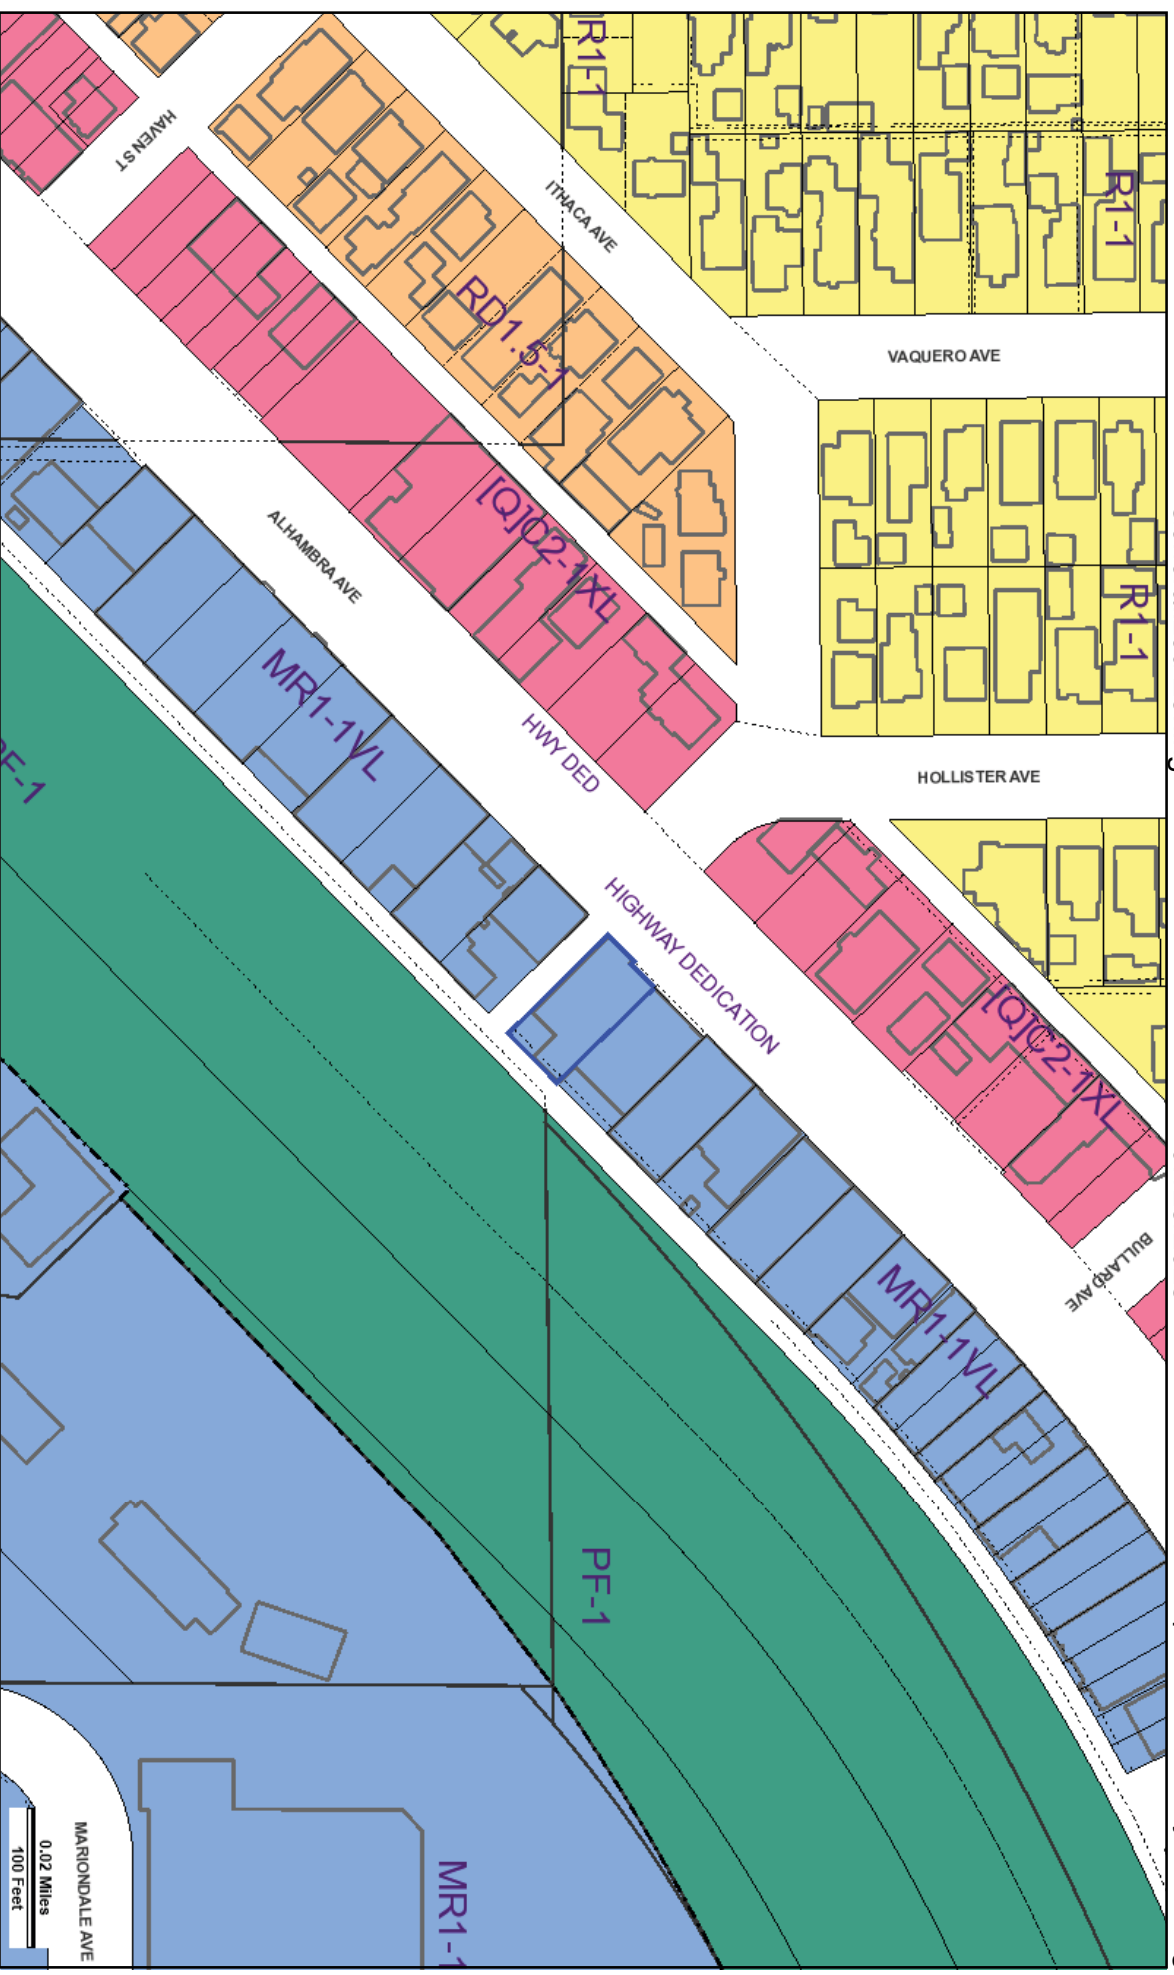 R1-1
R1-1
HAVEN ST
ITHACA AVE
RD1.5-1
VAQUERO AVE
[Q]C2-1XL
ALHAMBRA AVE
R1-1
MR1-1VL
HWY DED
HOLLISTER AVE
HIGHWAY DEDICATION
[Q]C2-1XL
BULLARD AVE
MR1-1VL
PF-1
MARIONDALE AVE
0.02 Miles
100 Feet